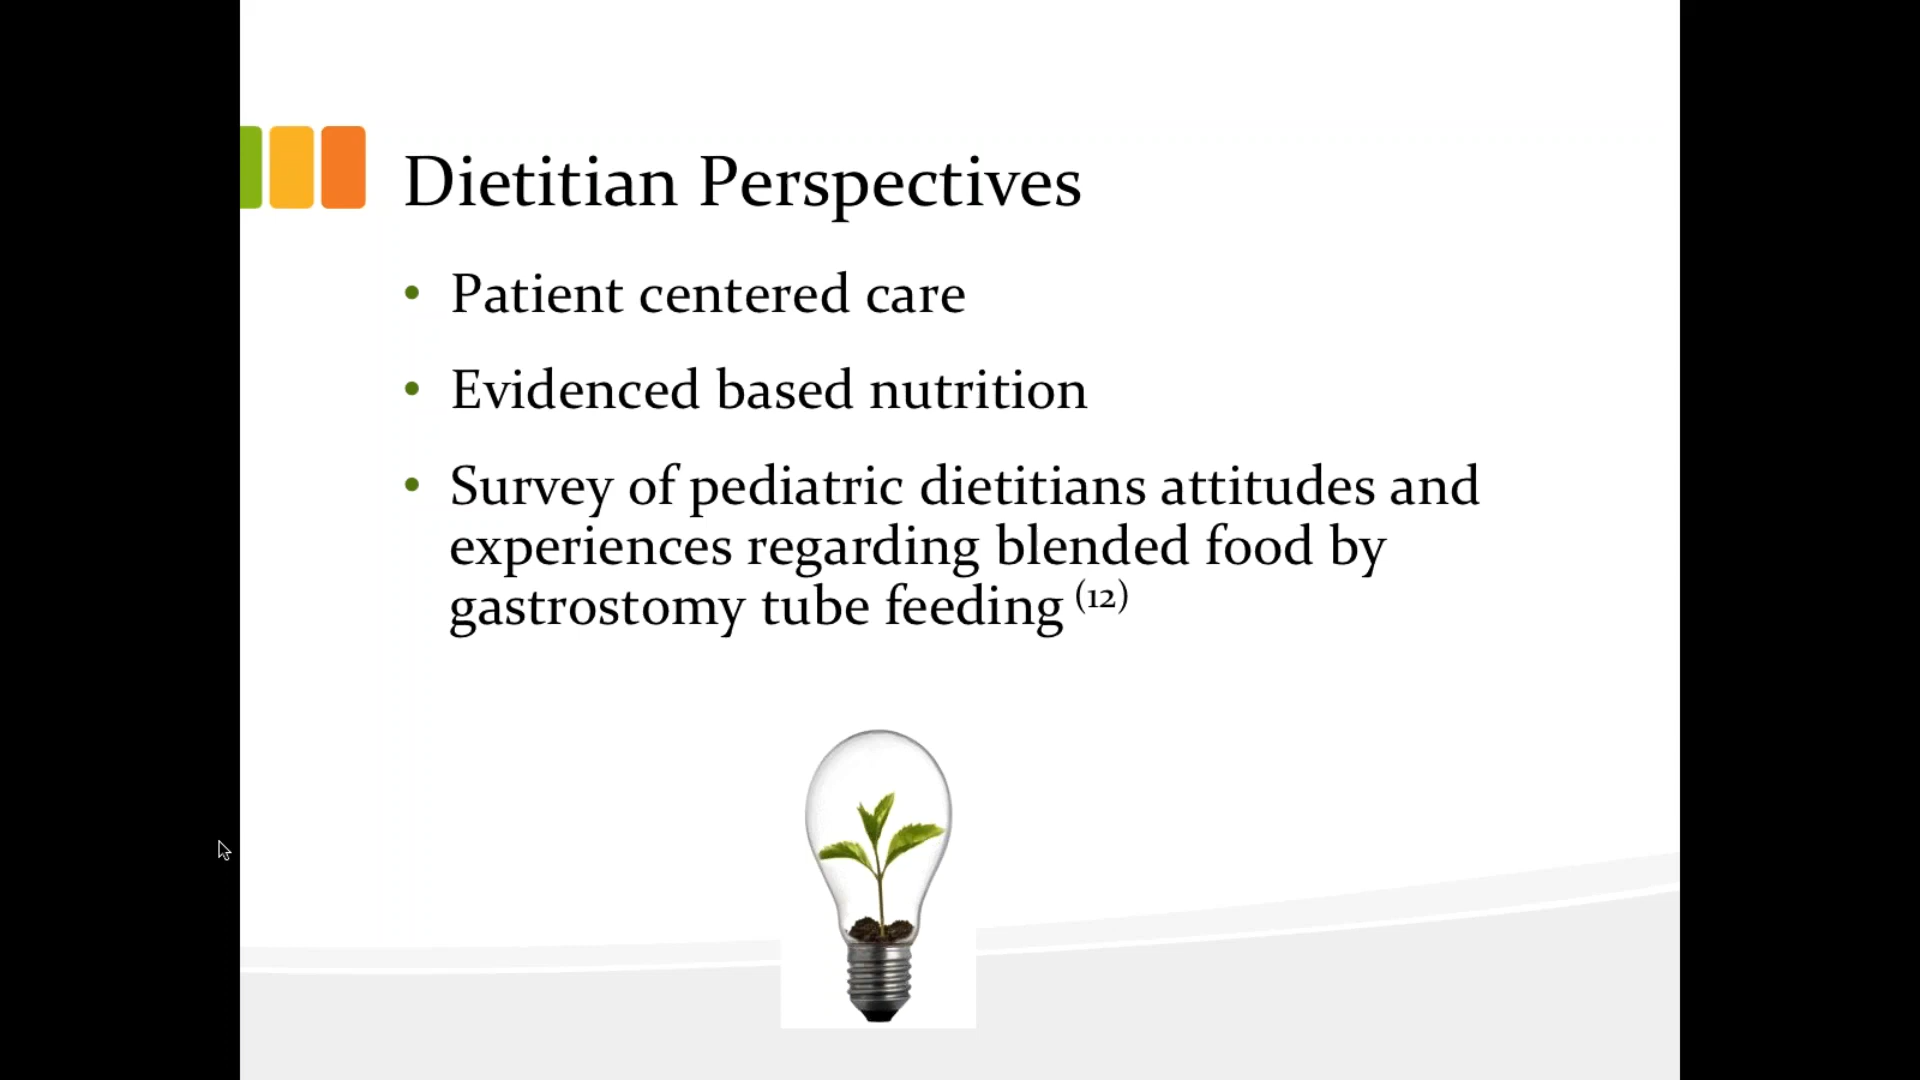 Dietitian Perspectives
• Patient centered care
• Evidenced based nutrition
• Survey of pediatric dietitians attitudes and
experiences regarding blended food by
gastrostomy tube feeding (12)